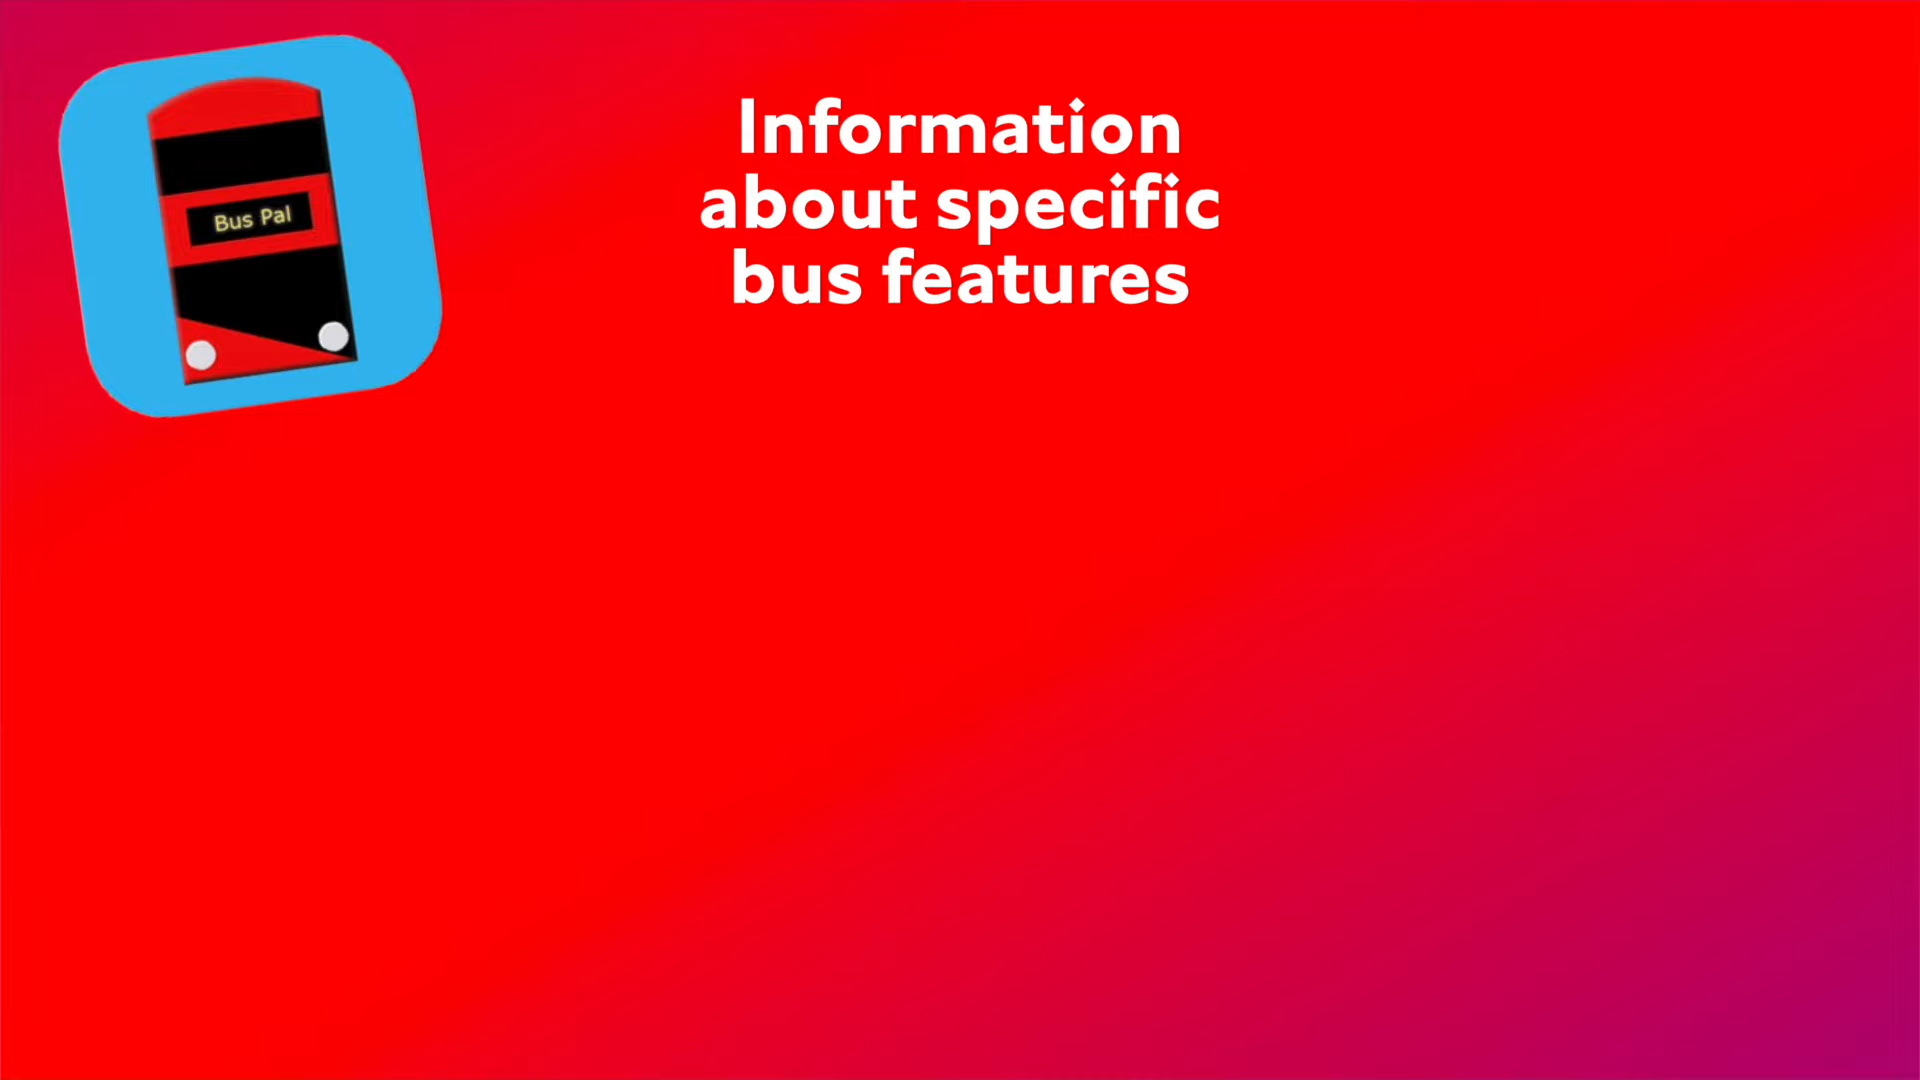 Bus Pal
Information
about specific
bus features